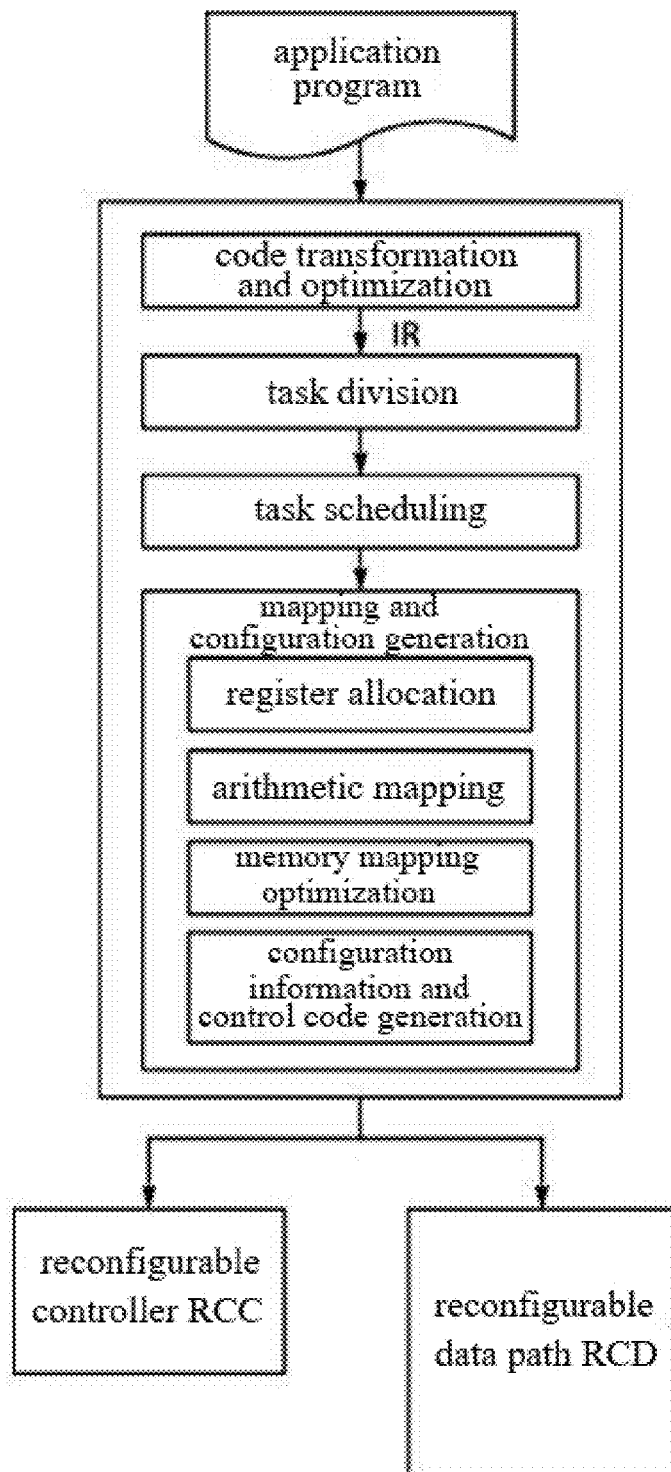 application
program
code transformation
and optimization
IR
task division
task scheduling
mapping and
configuration generation
register allocation
arithmetic mapping
memory mapping
optimization
configuration
information and
control code generation
reconfigurable
controller RCC
reconfigurable
data path RCD